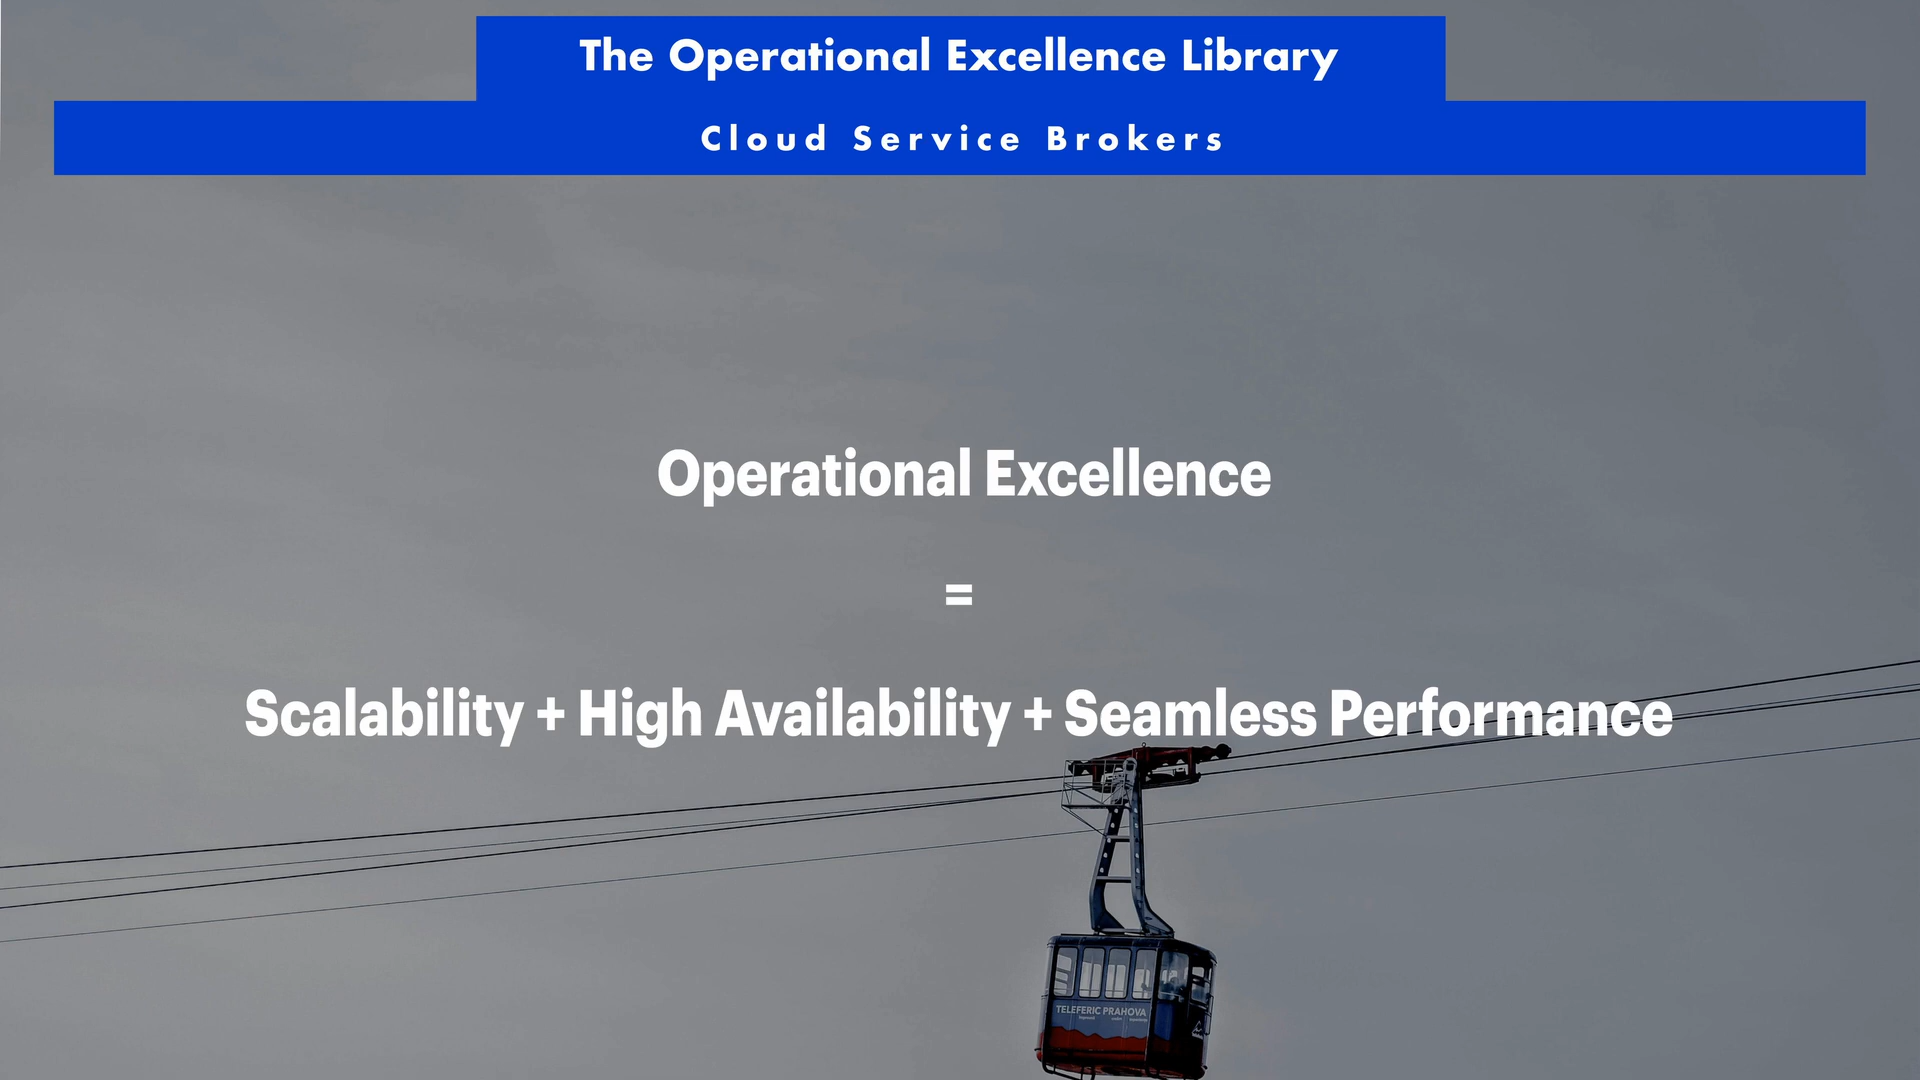 The Operational Excellence Library
Cloud Service Brokers
Operational Excellence
=
Scalability + High Availability + Seamless Performance
TELEFERIC PRAHOVA